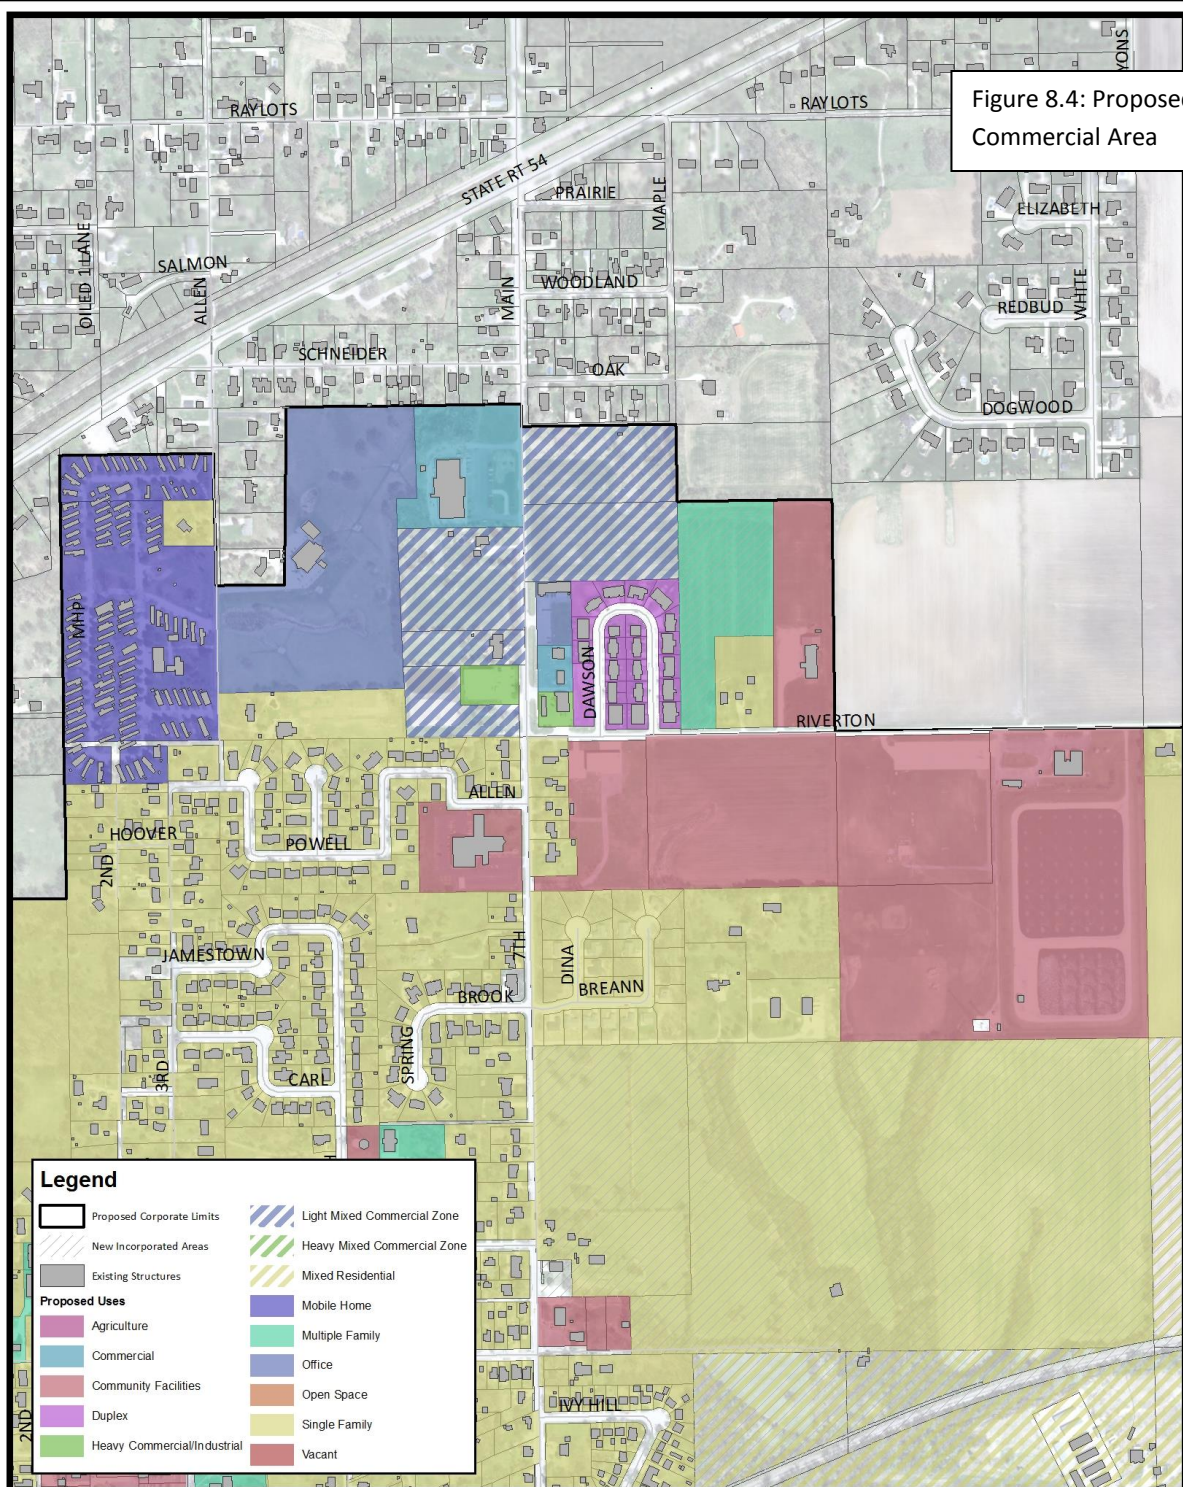 YONS
Figure 8.4: Proposed
Commercial Area
RAYLOTS
RAYLOTS
STATE RT 54
PRAIRIE
MAPLE
ELIZABETH
OILED 1 LANE
SALMON
ALLEN
MAIN
WOODLAND
REDBUD
WHITE
SCHNEIDER
OAK
DOGWOOD
MHP
DAWSON
RIVERTON
ALLEN
HOOVER
POWELL
2ND
JAMESTOWN
7TH
DINA
BREANN
BROOK
SPRING
3RD
CARL
H
Legend
Proposed Corporate Limits
New Incorporated Areas
Existing Structures
Proposed Uses
Agriculture
Commercial
Community Facilities
Duplex
Heavy Commercial/Industrial
Light Mixed Commercial Zone
Heavy Mixed Commercial Zone
Mixed Residential
Mobile Home
Multiple Family
Office
Open Space
Single Family
Vacant
2ND
IVY HILL